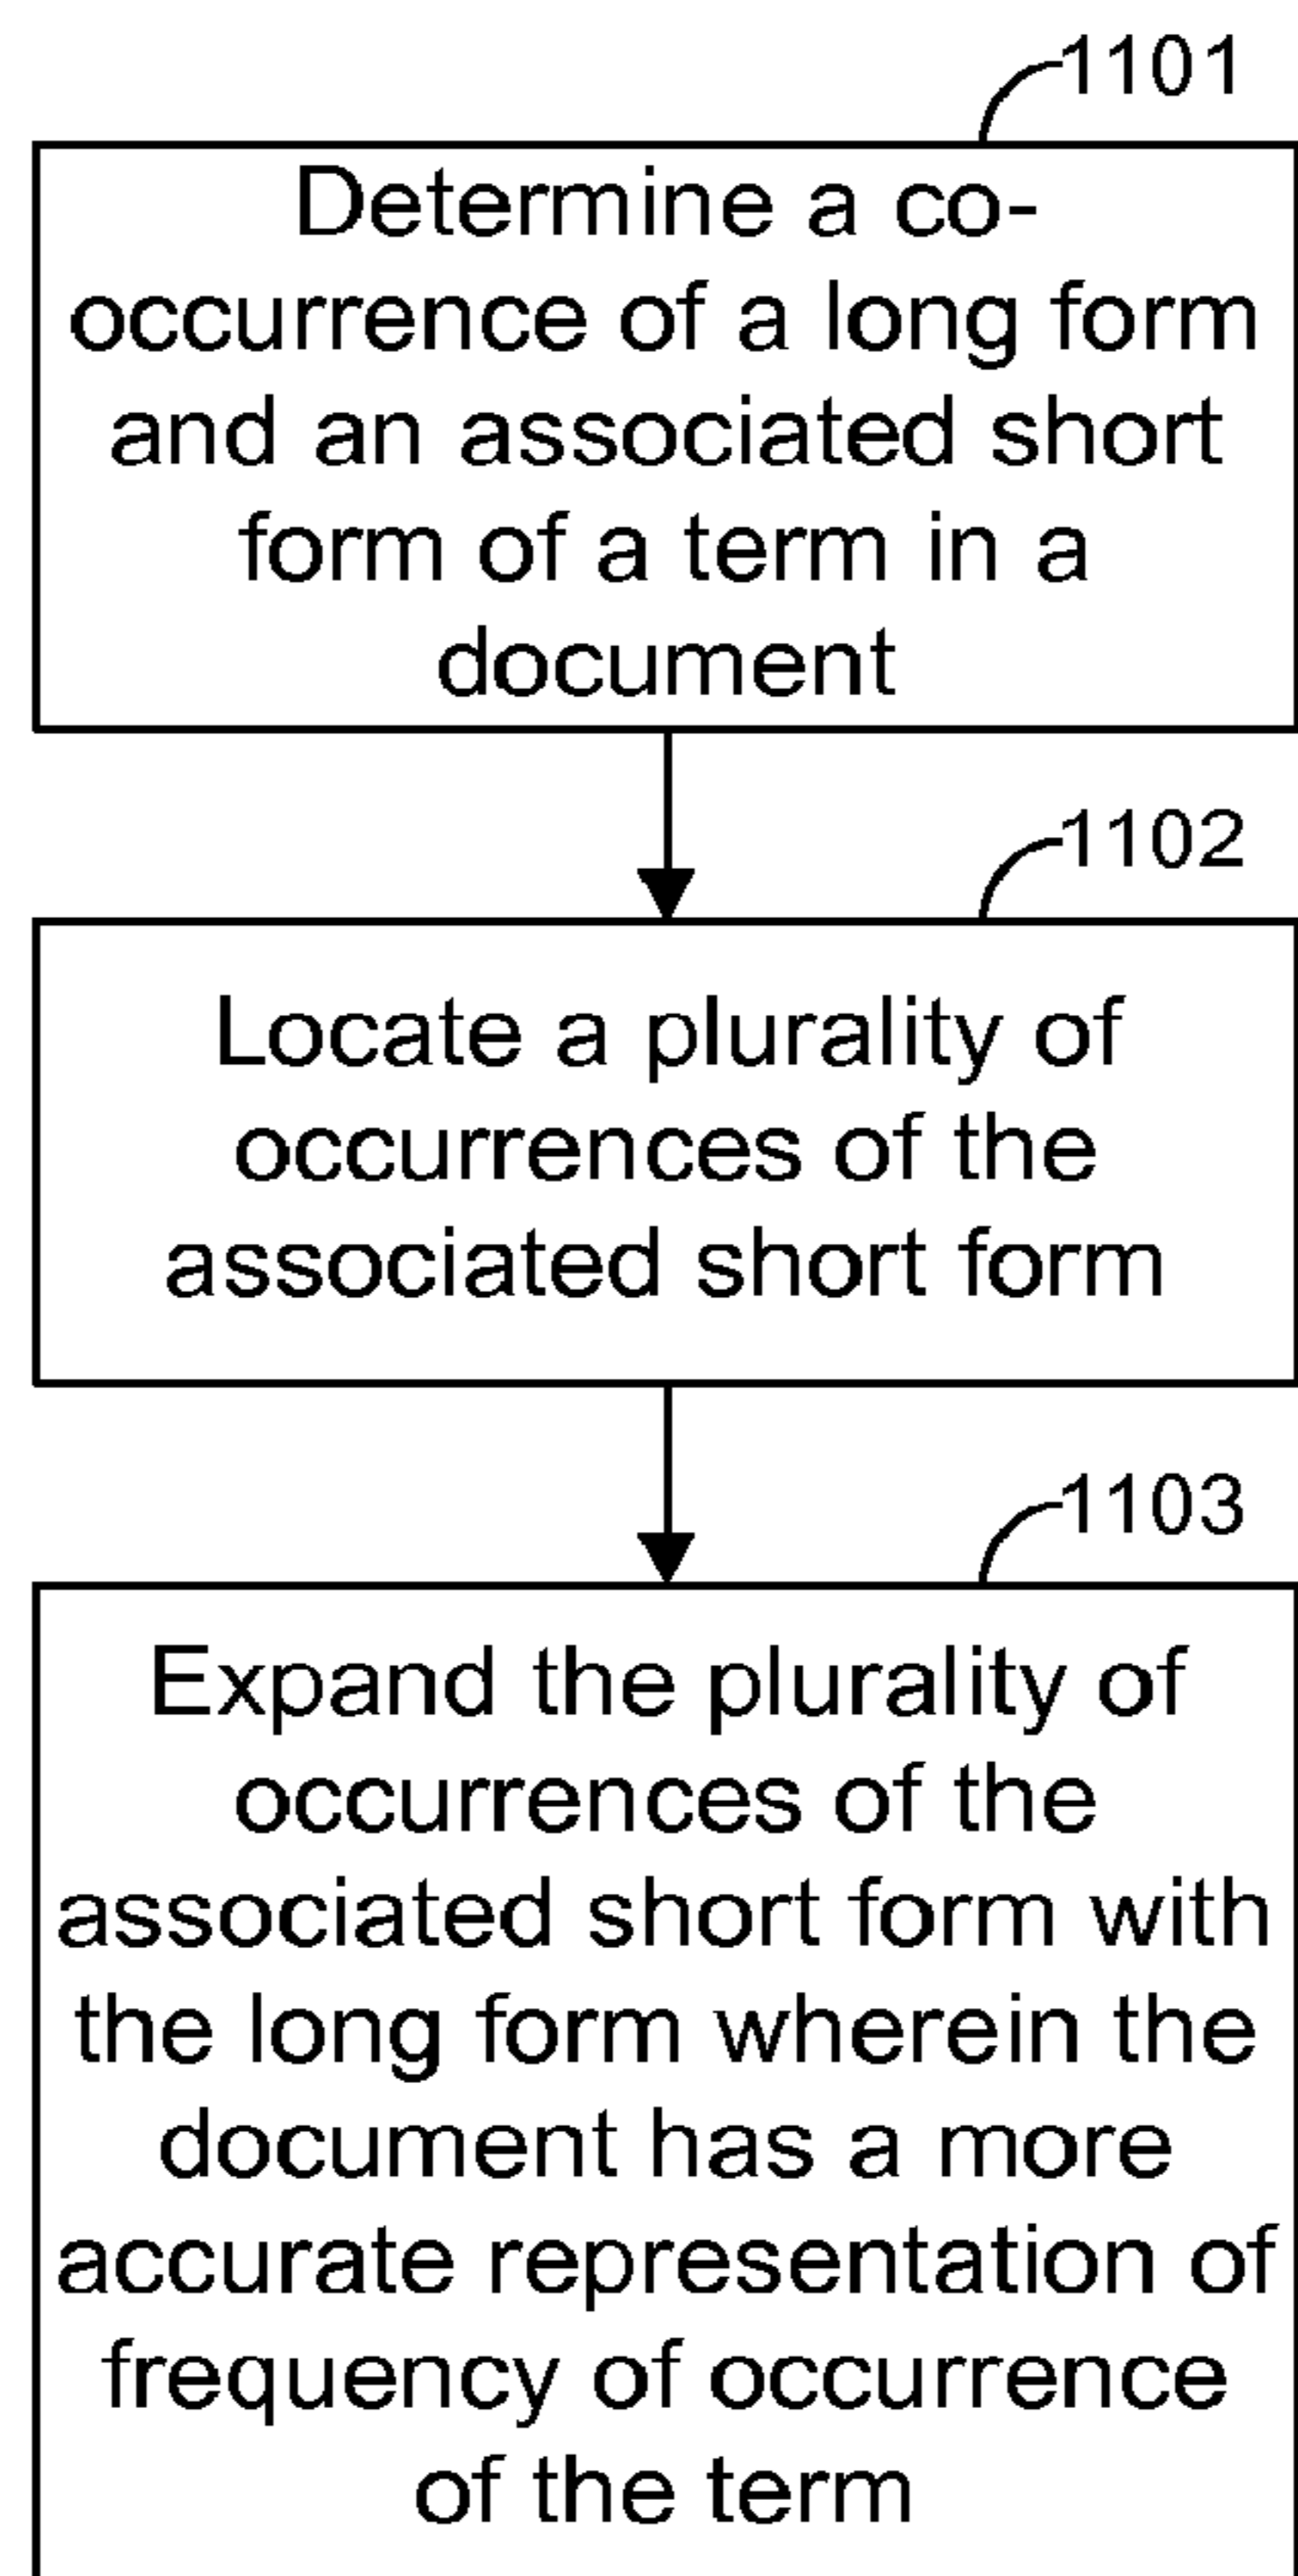 1101
Determine a co-
occurrence of a long form
and an associated short
form of a term in a
document
1102
Locate a plurality of
occurrences of the
associated short form
1103
Expand the plurality of
occurrences of the
associated short form with
the long form wherein the
document has a more
accurate representation of
frequency of occurrence
of the term